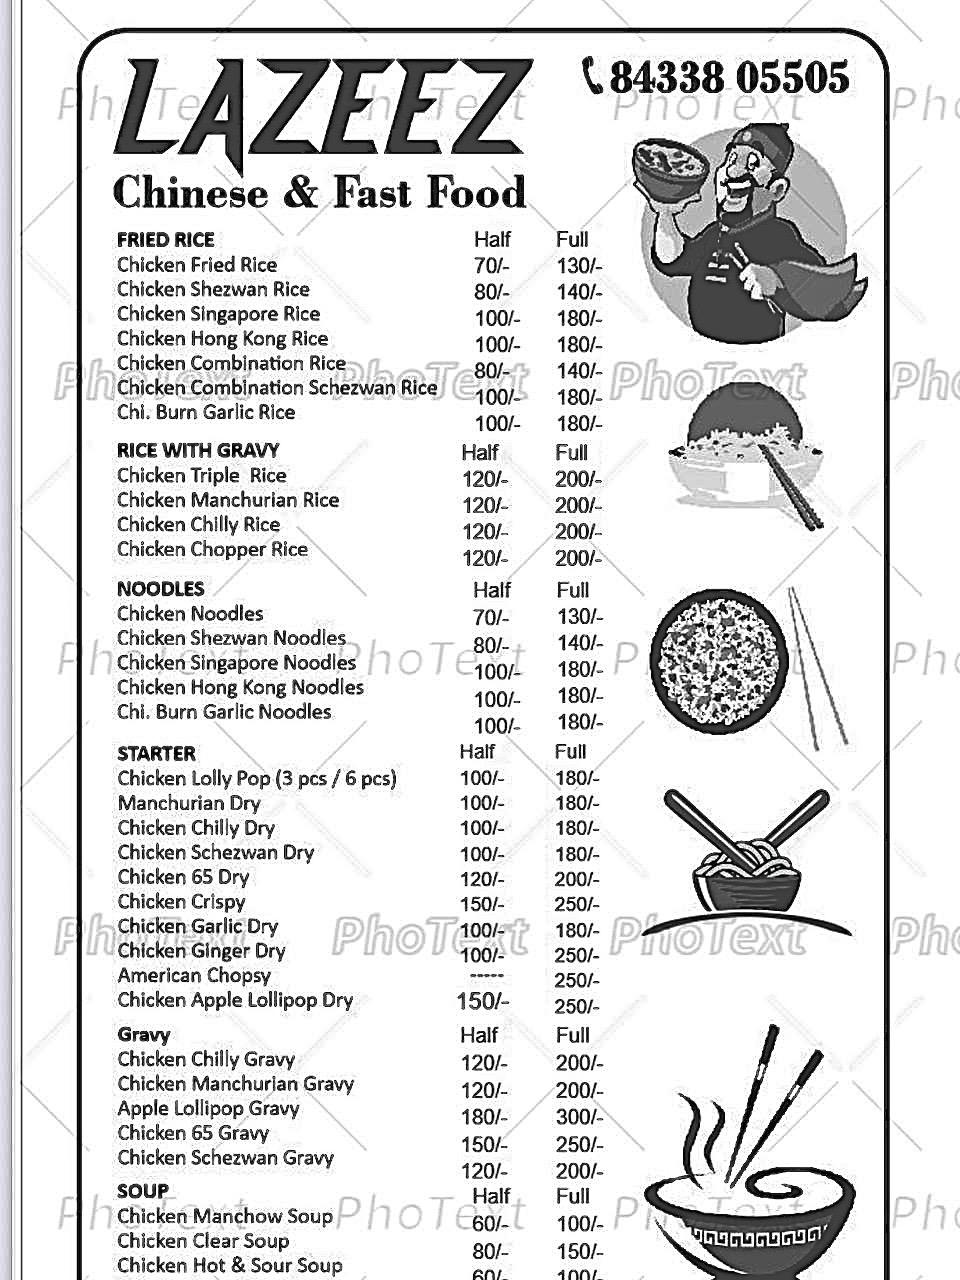 LAZEEZ
84338 05505
Chinese & Fast Food
FRIED RICE Half Full
Chicken Fried Rice 70/- 130/-
Chicken Shezwan Rice 80/- 140/-
Chicken Singapore Rice 100/- 180/-
Chicken Hong Kong Rice 100/- 180/-
Chicken Combination Rice 80/- 140/-
Chicken Combination Schezwan Rice 100/- 180/-
Chi. Burn Garlic Rice 100/- 180/-
RICE WITH GRAVY Half Full
Chicken Triple Rice 120/- 200/-
Chicken Manchurian Rice 120/- 200/-
Chicken Chilly Rice 120/- 200/-
Chicken Chopper Rice 120/- 200/-
NOODLES Half Full
Chicken Noodles 70/- 130/-
Chicken Shezwan Noodles 80/- 140/-
Chicken Singapore Noodles 100/- 180/-
Chicken Hong Kong Noodles 100/- 180/-
Chi. Burn Garlic Noodles 100/- 180/-
STARTER Half Full
Chicken Lolly Pop (3 pcs / 6 pcs) 100/- 180/-
Manchurian Dry 100/- 180/-
Chicken Chilly Dry 100/- 180/-
Chicken Schezwan Dry 100/- 180/-
Chicken 65 Dry 120/- 200/-
Chicken Crispy 150/- 250/-
Chicken Garlic Dry 100/- 180/-
Chicken Ginger Dry 100/- 250/-
American Chopsy ----- 250/-
Chicken Apple Lollipop Dry 150/- 250/-
Gravy Half Full
Chicken Chilly Gravy 120/- 200/-
Chicken Manchurian Gravy 120/- 200/-
Apple Lollipop Gravy 180/- 300/-
Chicken 65 Gravy 150/- 250/-
Chicken Schezwan Gravy 120/- 200/-
SOUP Half Full
Chicken Manchow Soup 60/- 100/-
Chicken Clear Soup 80/- 150/-
Chicken Hot & Sour Soup 60/- 100/-
PhoText PhoText PhoText Pho
PhoText PhoText PhoText Pho
PhoText PhoText P Pho
PhoText PhoText PhoText Pho
PhoText PhoText PhoText Pho